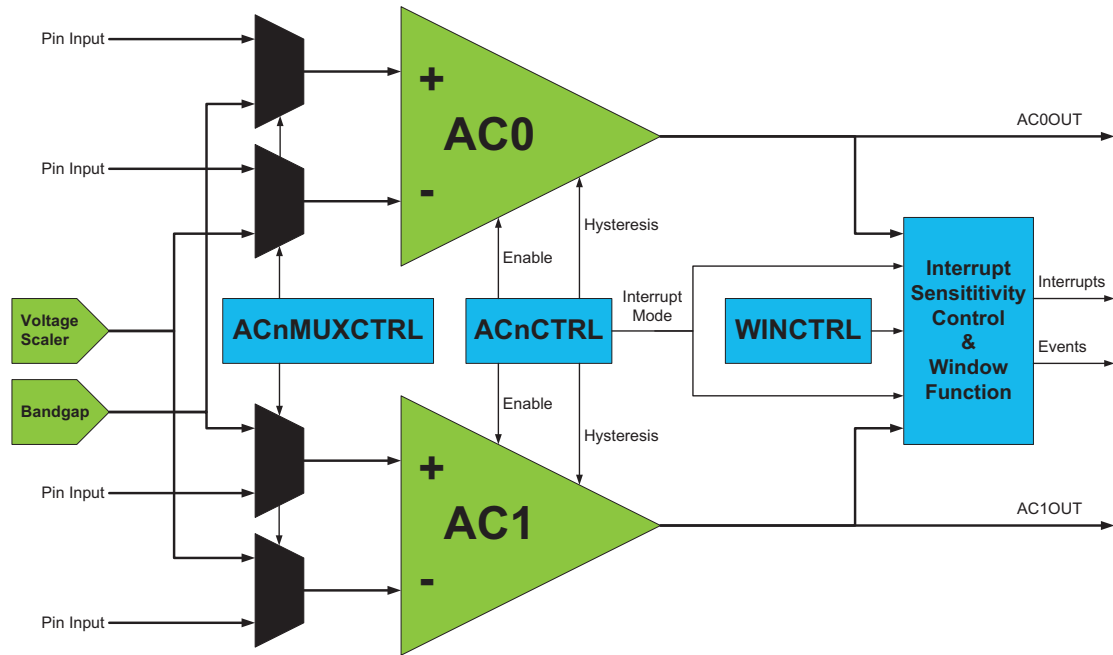 Pin Input
+
AC0
-
AC0OUT
Pin Input
Hysteresis
Enable
Voltage
Scaler
ACnMUXCTRL
ACnCTRL
Interrupt
Mode
WINCTRL
Interrupt
Sensititivity
Control
&
Window
Function
Interrupts
Events
Bandgap
Enable
Hysteresis
Pin Input
+
AC1
-
AC1OUT
Pin Input